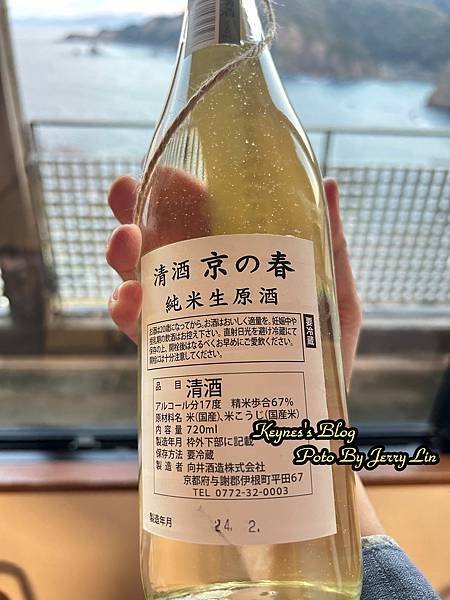 清酒 京の春
純米生原酒
お酒は20歳になってから。お酒はおいしく適量を。妊娠中や
授乳期の飲酒はお控え下さい。直射日光を避け冷蔵にて
保存の上、開栓後はなるべくお早めにご愛飲ください。
開栓には十分注意してください。
要冷蔵
品 目 清酒
アルコール分17度 精米歩合67%
原材料名 米(国産)、米こうじ(国産米)
内 容 量 720ml
製造年月 枠外下部に記載
保存方法 要冷蔵
製 造 者 向井酒造株式会社
京都府与謝郡伊根町平田67
TEL 0772-32-0003
製造年月 24. 2.
Keynes's Blog
Poto By Jerry Lin